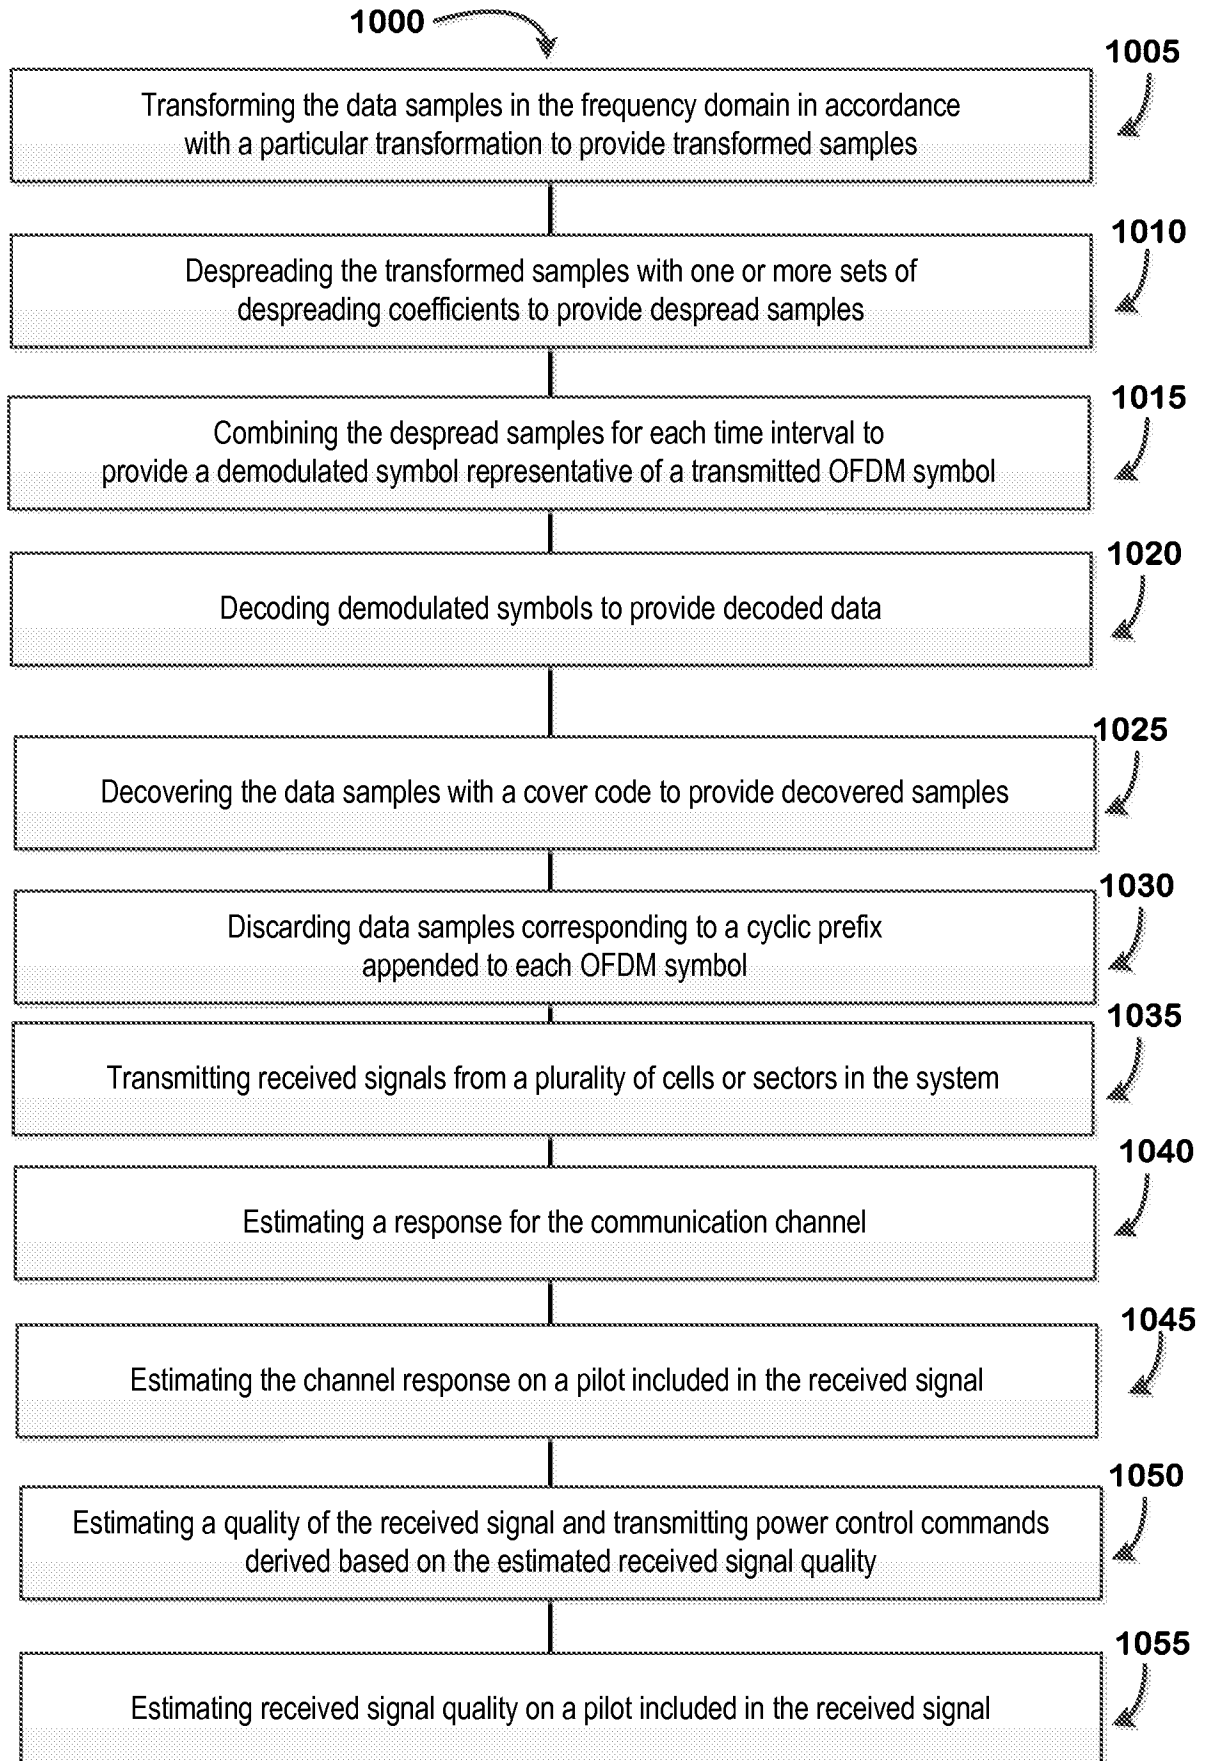 1000
1005
Transforming the data samples in the frequency domain in accordance
with a particular transformation to provide transformed samples
1010
Despreading the transformed samples with one or more sets of
despreading coefficients to provide despread samples
1015
Combining the despread samples for each time interval to
provide a demodulated symbol representative of a transmitted OFDM symbol
1020
Decoding demodulated symbols to provide decoded data
1025
Decovering the data samples with a cover code to provide decovered samples
1030
Discarding data samples corresponding to a cyclic prefix
appended to each OFDM symbol
1035
Transmitting received signals from a plurality of cells or sectors in the system
1040
Estimating a response for the communication channel
1045
Estimating the channel response on a pilot included in the received signal
1050
Estimating a quality of the received signal and transmitting power control commands
derived based on the estimated received signal quality
1055
Estimating received signal quality on a pilot included in the received signal